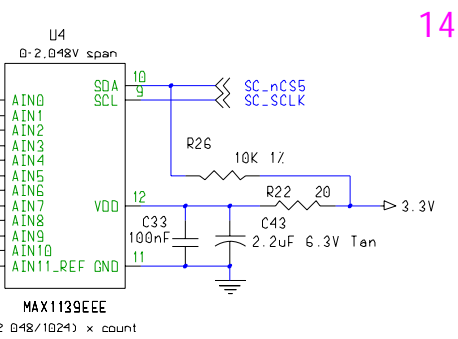 14
U4
0-2.048V span
SDA 10 SC_nCS5
SCL 9 SC_SCLK
AIN0
AIN1
AIN2
AIN3
AIN4
AIN5
AIN6
AIN7
AIN8
AIN9
AIN10
AIN11_REF
R26
10K 1%
R22 20
VDD 12
3.3V
C33
100nF
C43
2.2uF 6.3V Tan
GND 11
MAX1139EEE
2.048/1024) x count